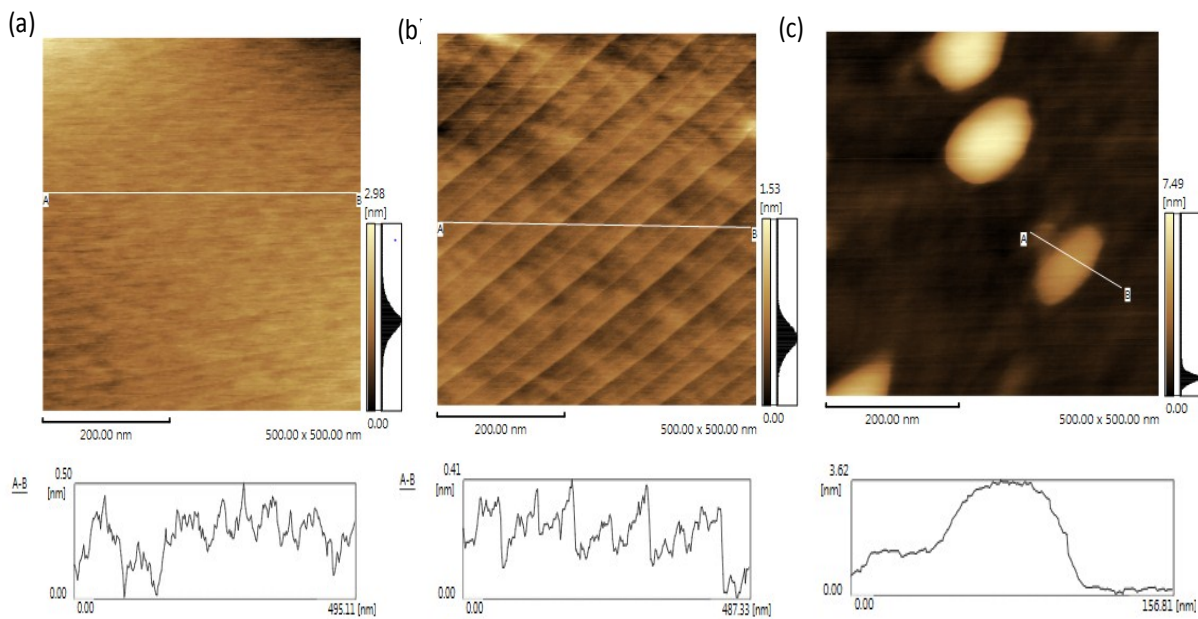 (a)
A
B
2.98
[nm]
0.00
200.00 nm
500.00 x 500.00 nm
A-B
0.50
[nm]
0.00
0.00
495.11 [nm]
(b)
A
B
1.53
[nm]
0.00
200.00 nm
500.00 x 500.00 nm
A-B
0.41
[nm]
0.00
0.00
487.33 [nm]
(c)
A
B
7.49
[nm]
0.00
200.00 nm
500.00 x 500.00 nm
3.62
[nm]
0.00
0.00
156.81 [nm]